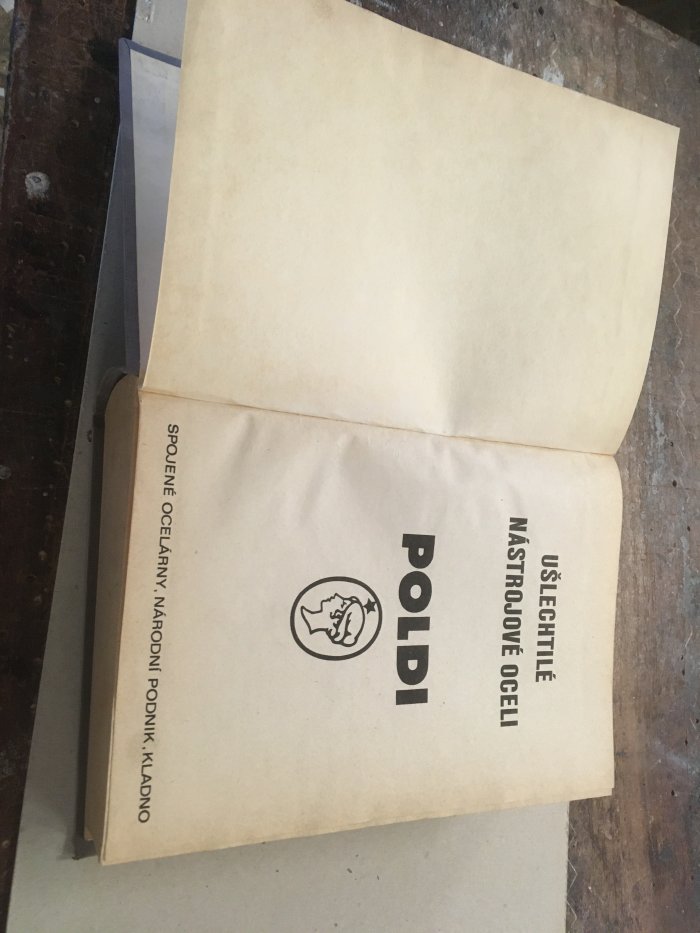 UŠLECHTILÉ
NÁSTROJOVÉ OCELI
POLDI
SPOJENÉ OCELÁRNY, NÁRODNÍ PODNIK, KLADNO